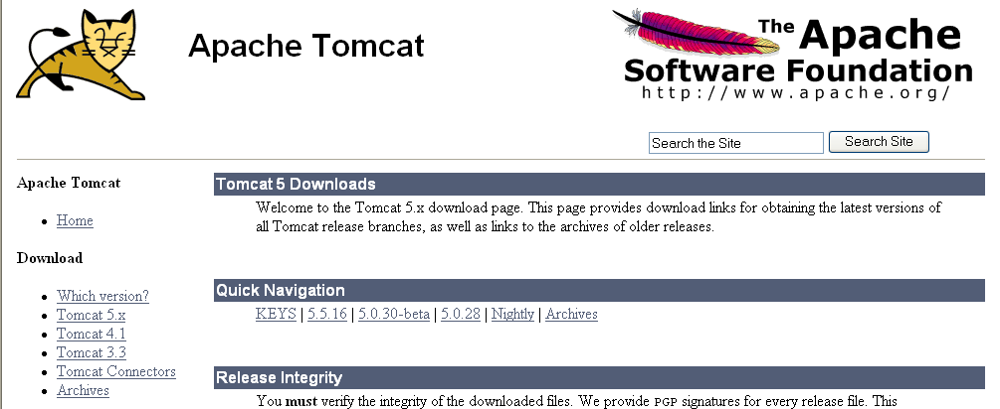 Apache Tomcat
The Apache
Software Foundation
http://www.apache.org/
Search the Site
Search Site
Apache Tomcat
Home
Download
Which version?
Tomcat 5.x
Tomcat 4.1
Tomcat 3.3
Tomcat Connectors
Archives
Tomcat 5 Downloads
Welcome to the Tomcat 5.x download page. This page provides download links for obtaining the latest versions of
all Tomcat release branches, as well as links to the archives of older releases.
Quick Navigation
KEYS | 5.5.16 | 5.0.30-beta | 5.0.28 | Nightly | Archives
Release Integrity
You must verify the integrity of the downloaded files. We provide PGP signatures for every release file. This